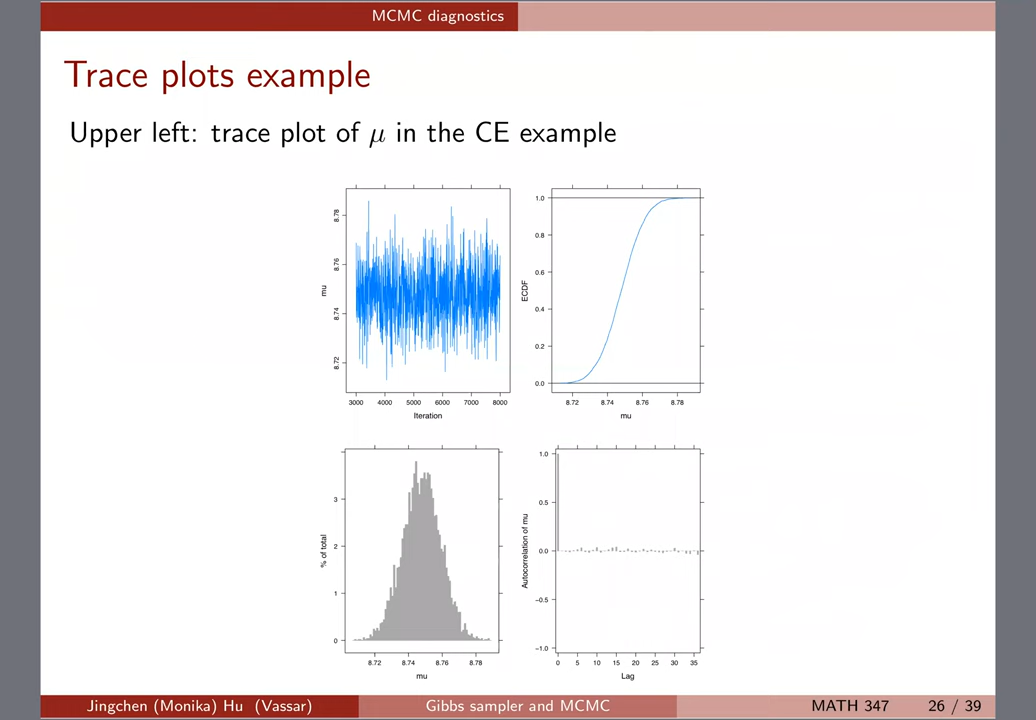 MCMC diagnostics
Trace plots example
Upper left: trace plot of μ in the CE example
mu
8.78
8.76
8.74
8.72
3000 4000 5000 6000 7000 8000
Iteration
ECDF
1.0
0.8
0.6
0.4
0.2
0.0
8.72 8.74 8.76 8.78
mu
% of total
3
2
1
0
8.72 8.74 8.76 8.78
mu
Autocorrelation of mu
1.0
0.5
0.0
−0.5
−1.0
0 5 10 15 20 25 30 35
Lag
Jingchen (Monika) Hu (Vassar) Gibbs sampler and MCMC MATH 347 26 / 39